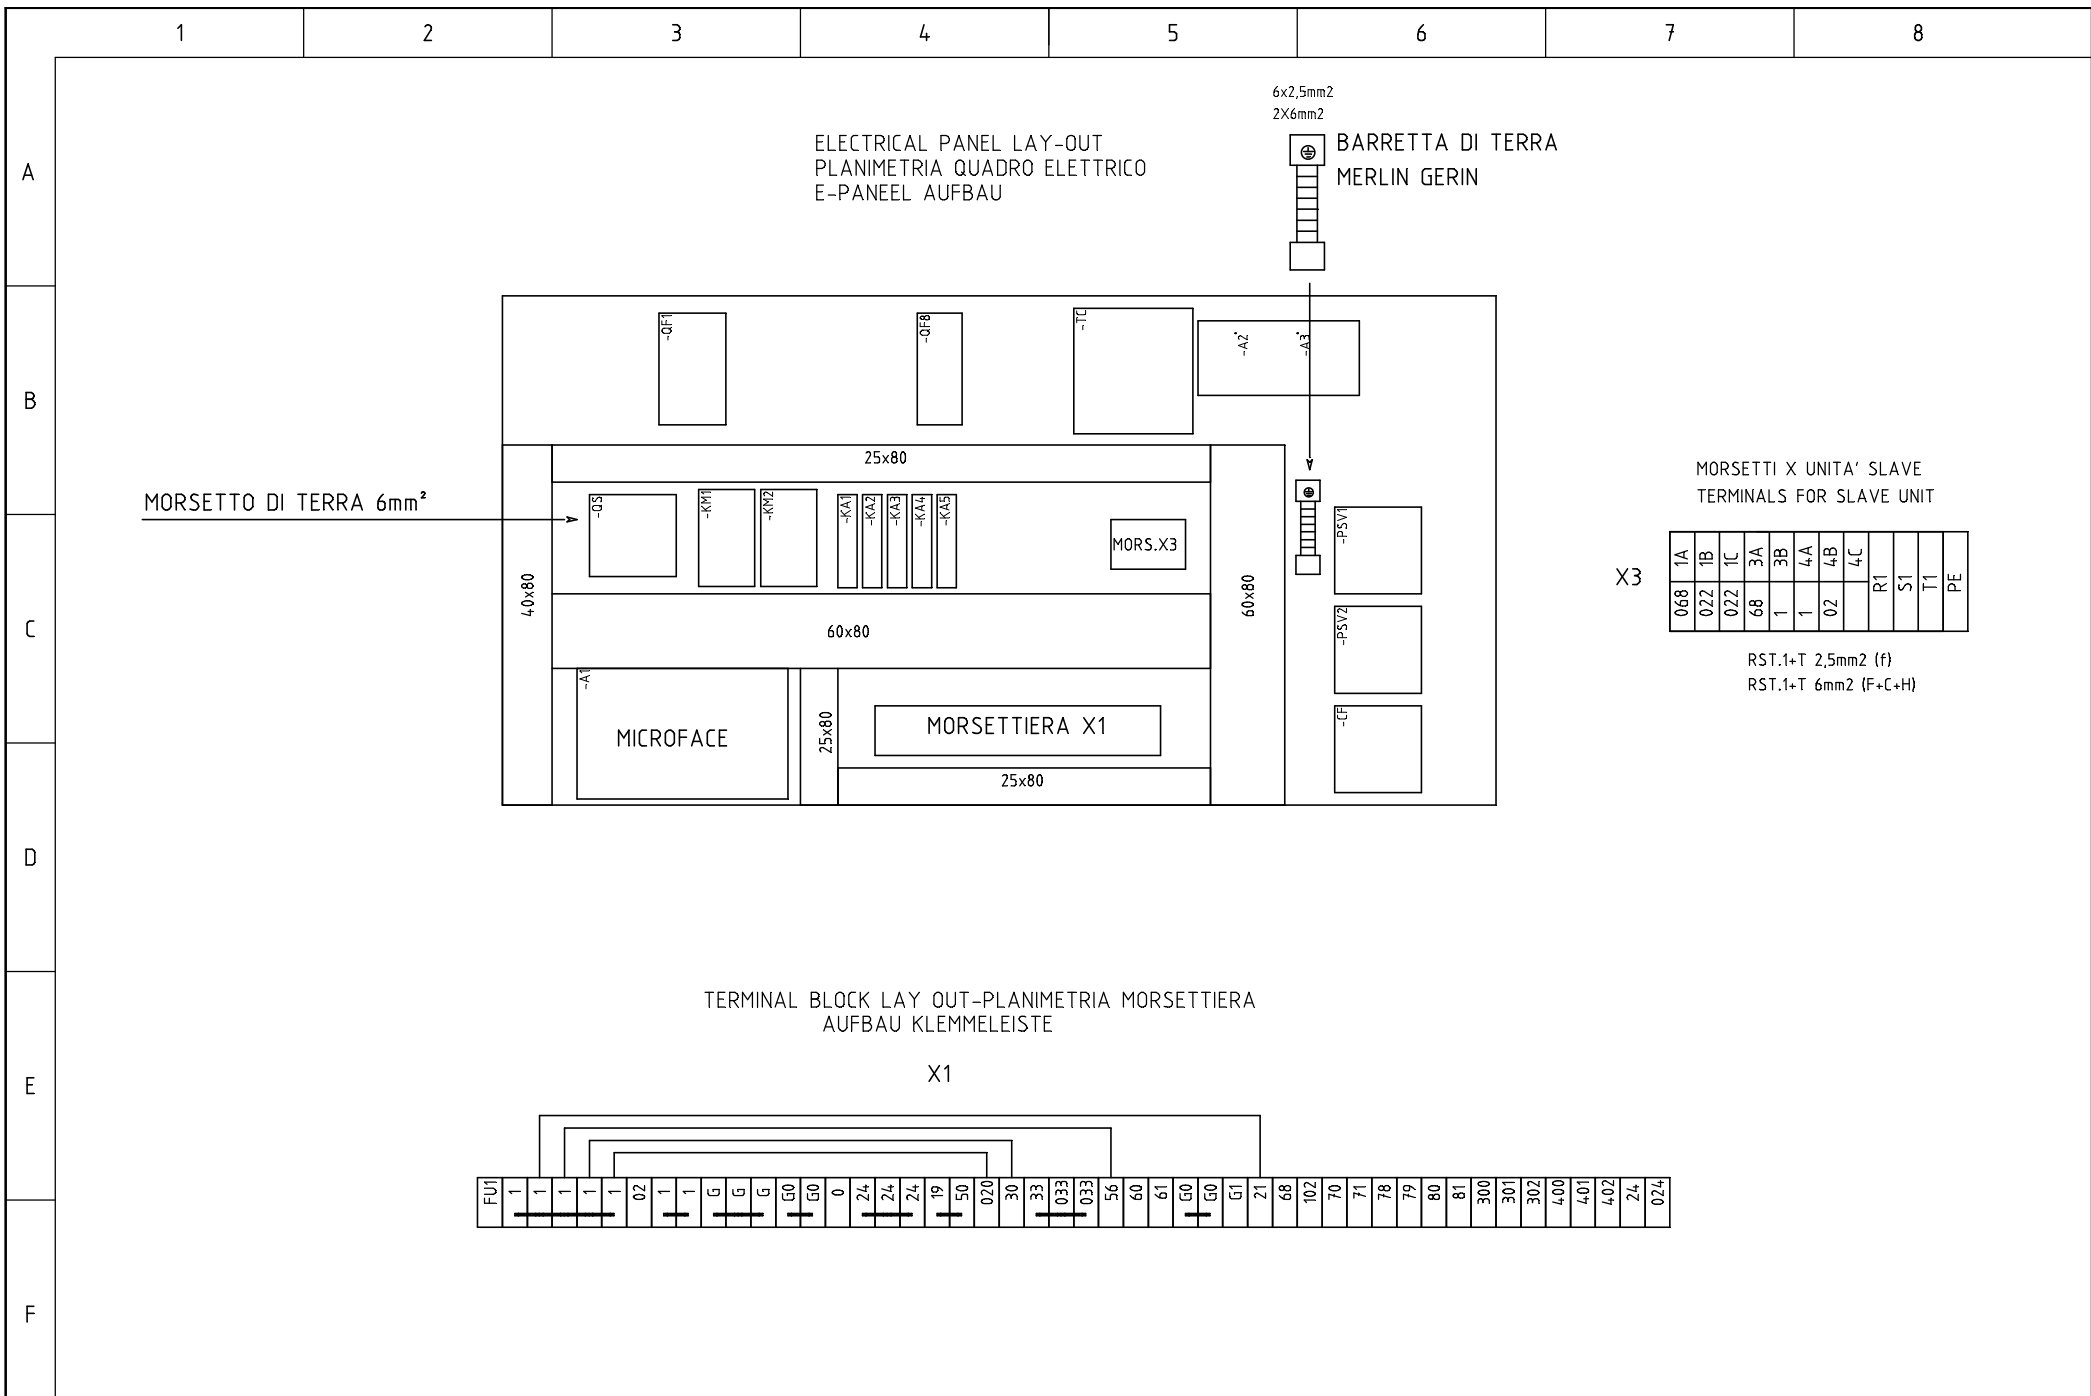 1 2 3 4 5 6 7 8
A
B
C
D
E
F
6x2,5mm2
2X6mm2
BARRETTA DI TERRA
MERLIN GERIN
ELECTRICAL PANEL LAY-OUT
PLANIMETRIA QUADRO ELETTRICO
E-PANEEL AUFBAU
-QF1
-QF8
-TC
-A2
-A3
25x80
MORSETTO DI TERRA 6mm²
-QS
-KM1
-KM2
-KA1
-KA2
-KA3
-KA4
-KA5
MORS.X3
-PSV1
40x80
60x80
60x80
-PSV2
-A1
MICROFACE
25x80
MORSETTIERA X1
25x80
-CF
MORSETTI X UNITA' SLAVE
TERMINALS FOR SLAVE UNIT
X3
1A 1B 1C 3A 3B 4A 4B 4C
068 022 022 68 1 1 02
R1 S1 T1 PE
RST.1+T 2,5mm2 (f)
RST.1+T 6mm2 (F+C+H)
TERMINAL BLOCK LAY OUT-PLANIMETRIA MORSETTIERA
AUFBAU KLEMMELEISTE
X1
FU1 1 1 1 1 1 02 1 1 G G G G0 G0 0 24 24 24 19 50 020 30 33 033 033 56 60 61 G0 G0 G1 21 68 102 70 71 78 79 80 81 300 301 302 400 401 402 24 024